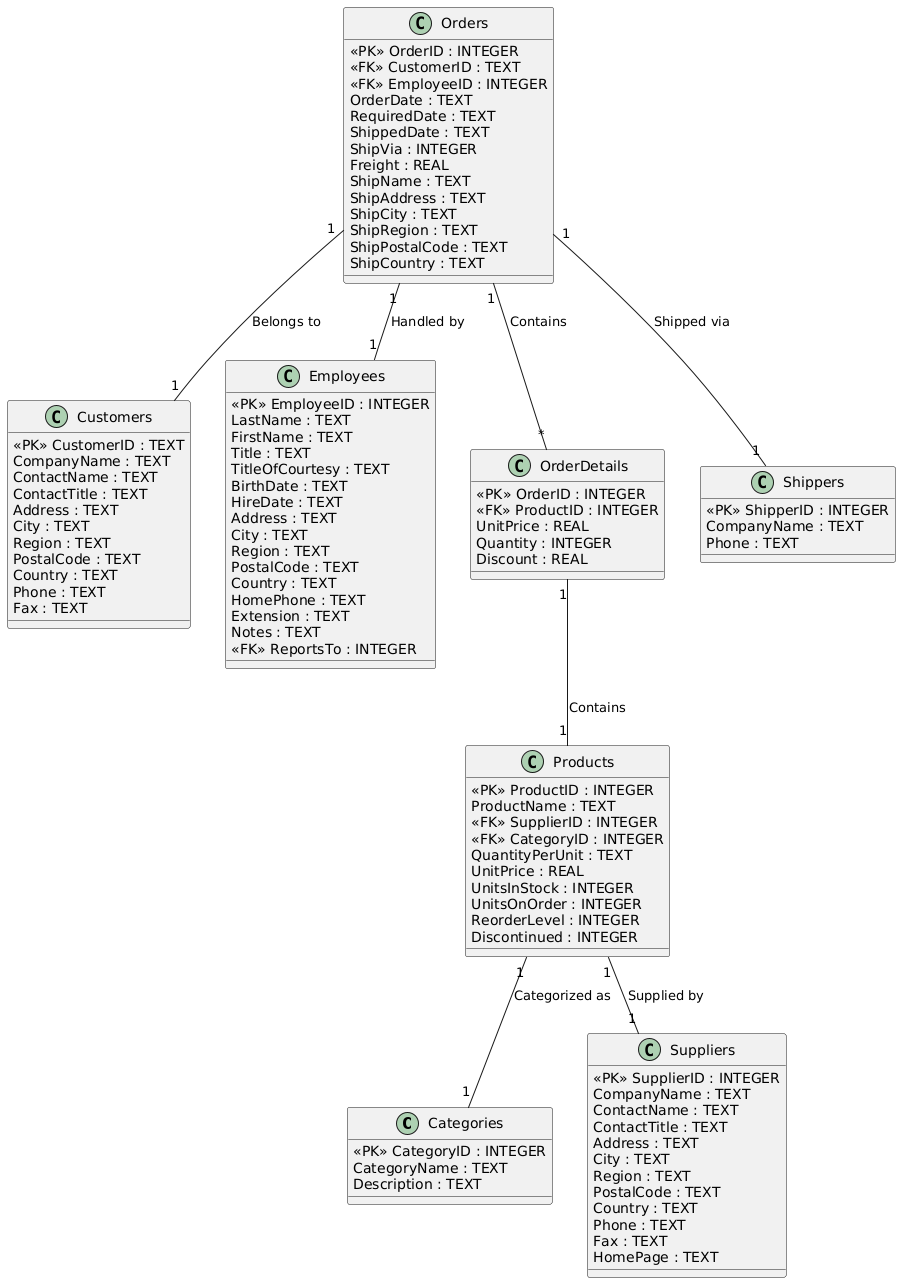 C Orders
«PK» OrderID : INTEGER
«FK» CustomerID : TEXT
«FK» EmployeeID : INTEGER
OrderDate : TEXT
RequiredDate : TEXT
ShippedDate : TEXT
ShipVia : INTEGER
Freight : REAL
ShipName : TEXT
ShipAddress : TEXT
ShipCity : TEXT
ShipRegion : TEXT
ShipPostalCode : TEXT
ShipCountry : TEXT
1
1
1
1
Belongs to
Handled by
Contains
Shipped via
1
1
*
1
C Customers
«PK» CustomerID : TEXT
CompanyName : TEXT
ContactName : TEXT
ContactTitle : TEXT
Address : TEXT
City : TEXT
Region : TEXT
PostalCode : TEXT
Country : TEXT
Phone : TEXT
Fax : TEXT
C Employees
«PK» EmployeeID : INTEGER
LastName : TEXT
FirstName : TEXT
Title : TEXT
TitleOfCourtesy : TEXT
BirthDate : TEXT
HireDate : TEXT
Address : TEXT
City : TEXT
Region : TEXT
PostalCode : TEXT
Country : TEXT
HomePhone : TEXT
Extension : TEXT
Notes : TEXT
«FK» ReportsTo : INTEGER
C OrderDetails
«PK» OrderID : INTEGER
«FK» ProductID : INTEGER
UnitPrice : REAL
Quantity : INTEGER
Discount : REAL
C Shippers
«PK» ShipperID : INTEGER
CompanyName : TEXT
Phone : TEXT
1
Contains
1
C Products
«PK» ProductID : INTEGER
ProductName : TEXT
«FK» SupplierID : INTEGER
«FK» CategoryID : INTEGER
QuantityPerUnit : TEXT
UnitPrice : REAL
UnitsInStock : INTEGER
UnitsOnOrder : INTEGER
ReorderLevel : INTEGER
Discontinued : INTEGER
1
1
Categorized as
Supplied by
1
1
C Categories
«PK» CategoryID : INTEGER
CategoryName : TEXT
Description : TEXT
C Suppliers
«PK» SupplierID : INTEGER
CompanyName : TEXT
ContactName : TEXT
ContactTitle : TEXT
Address : TEXT
City : TEXT
Region : TEXT
PostalCode : TEXT
Country : TEXT
Phone : TEXT
Fax : TEXT
HomePage : TEXT